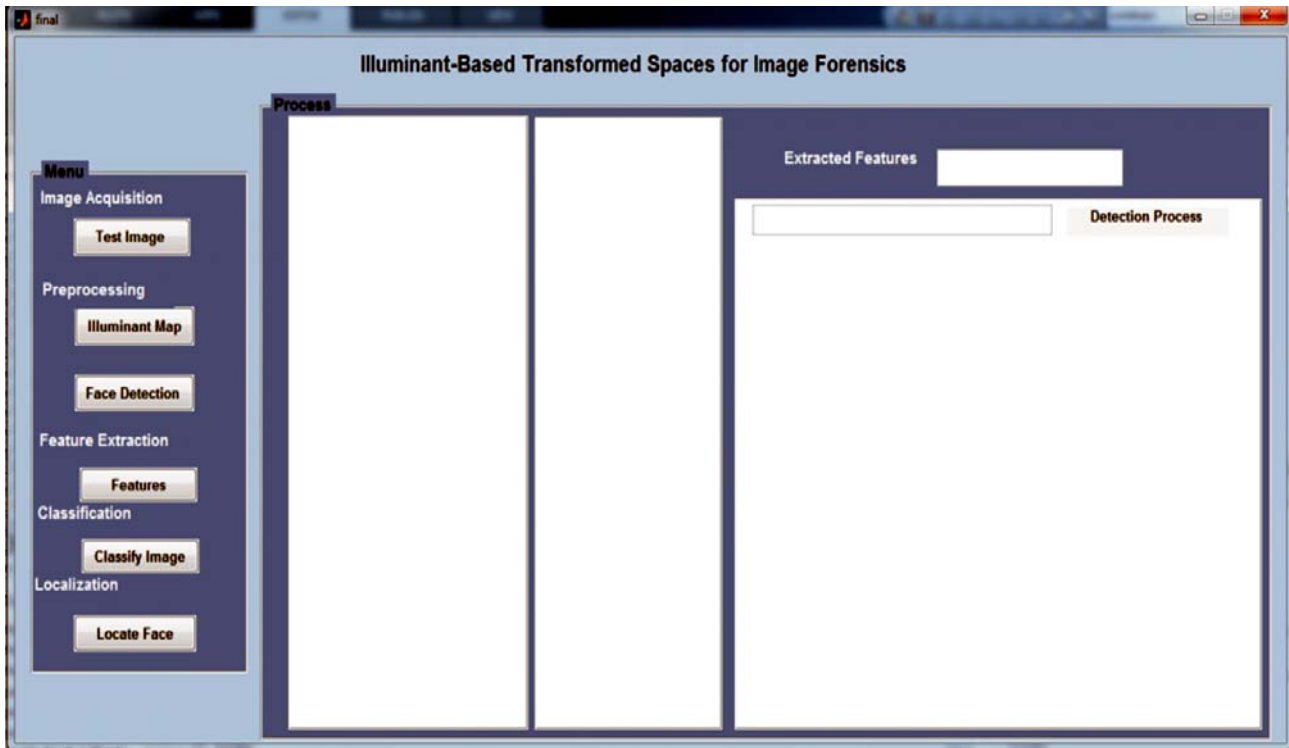 final
Illuminant-Based Transformed Spaces for Image Forensics
Process
Menu
Image Acquisition
Test Image
Preprocessing
Illuminant Map
Face Detection
Feature Extraction
Features
Classification
Classify Image
Localization
Locate Face
Extracted Features
Detection Process